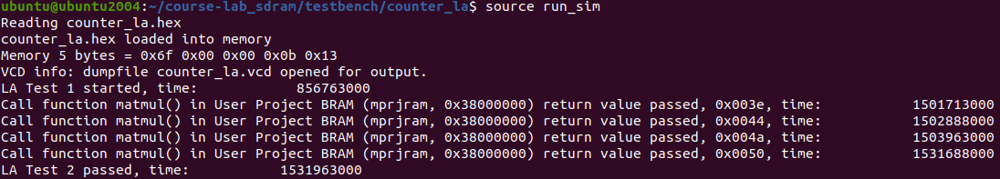 ubuntu@ubuntu2004:~/course-lab_sdram/testbench/counter_la$ source run_sim
Reading counter_la.hex
counter_la.hex loaded into memory
Memory 5 bytes = 0x6f 0x00 0x00 0x0b 0x13
VCD info: dumpfile counter_la.vcd opened for output.
LA Test 1 started, time:             856763000
Call function matmul() in User Project BRAM (mprjram, 0x38000000) return value passed, 0x003e, time:           1501713000
Call function matmul() in User Project BRAM (mprjram, 0x38000000) return value passed, 0x0044, time:           1502888000
Call function matmul() in User Project BRAM (mprjram, 0x38000000) return value passed, 0x004a, time:           1503963000
Call function matmul() in User Project BRAM (mprjram, 0x38000000) return value passed, 0x0050, time:           1531688000
LA Test 2 passed, time:           1531963000